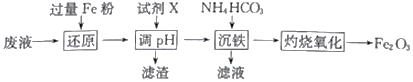 过量Fe粉 试剂X NH₄HCO₃
废液 还原 调pH 沉铁 灼烧氧化 Fe₂O₃
滤渣 滤液